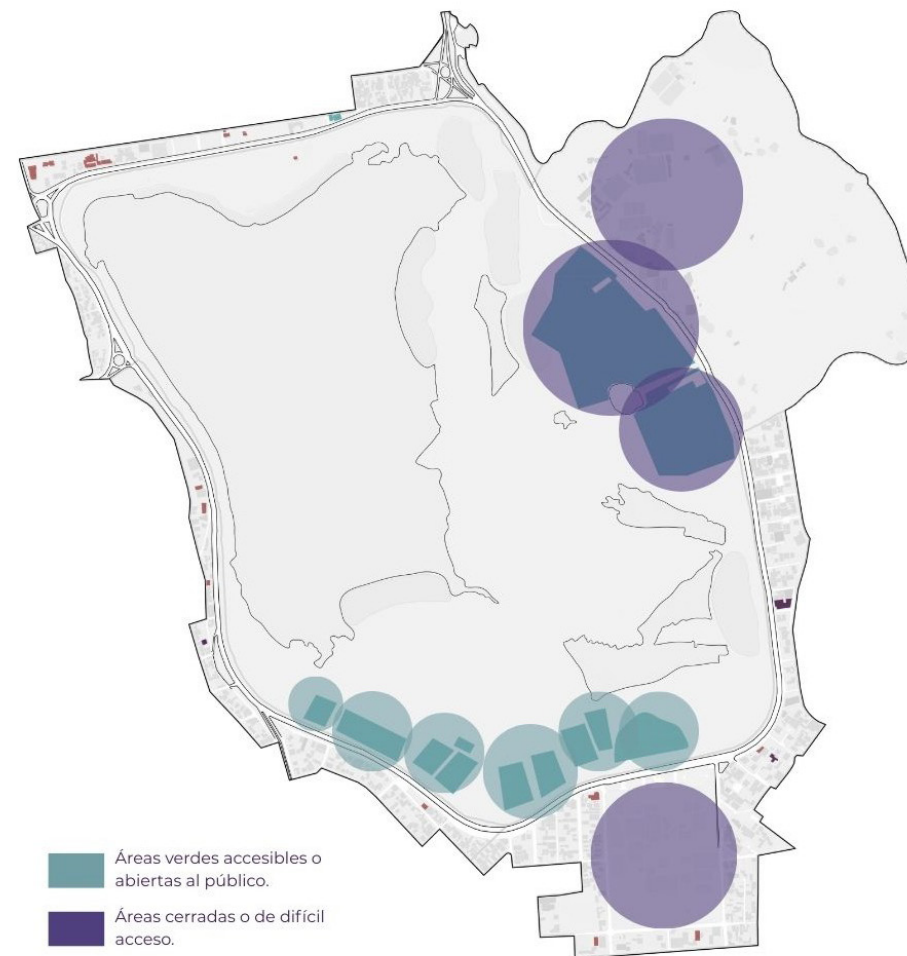 Áreas verdes accesibles o
abiertas al público.
Áreas cerradas o de difícil
acceso.